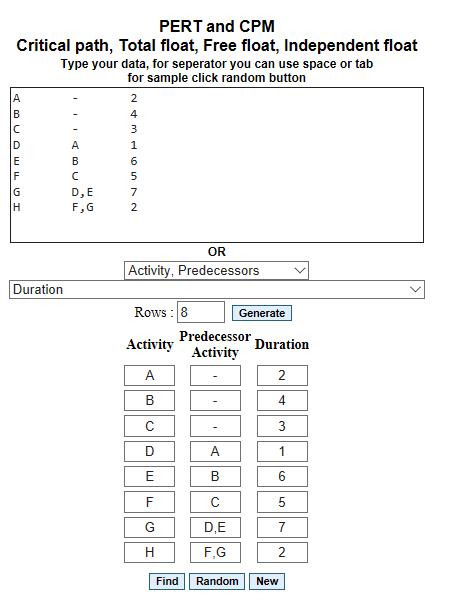 PERT and CPM
Critical path, Total float, Free float, Independent float
Type your data, for seperator you can use space or tab
for sample click random button
A - 2
B - 4
C - 3
D A 1
E B 6
F C 5
G D,E 7
H F,G 2
OR
Activity, Predecessors
Duration
Rows : 8 Generate
Activity Predecessor Activity Duration
A - 2
B - 4
C - 3
D A 1
E B 6
F C 5
G D,E 7
H F,G 2
Find Random New